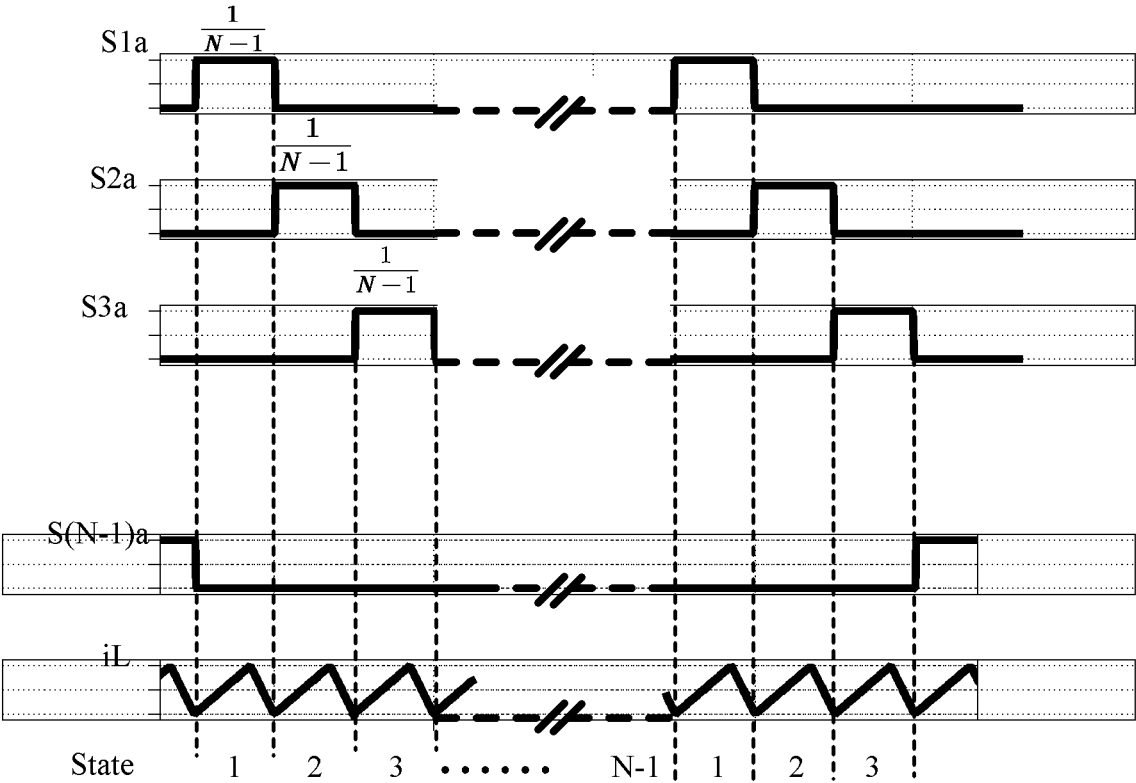 S1a
1/(N-1)
S2a
1/(N-1)
S3a
1/(N-1)
S(N-1)a
iL
State 1 2 3 ....... N-1 1 2 3